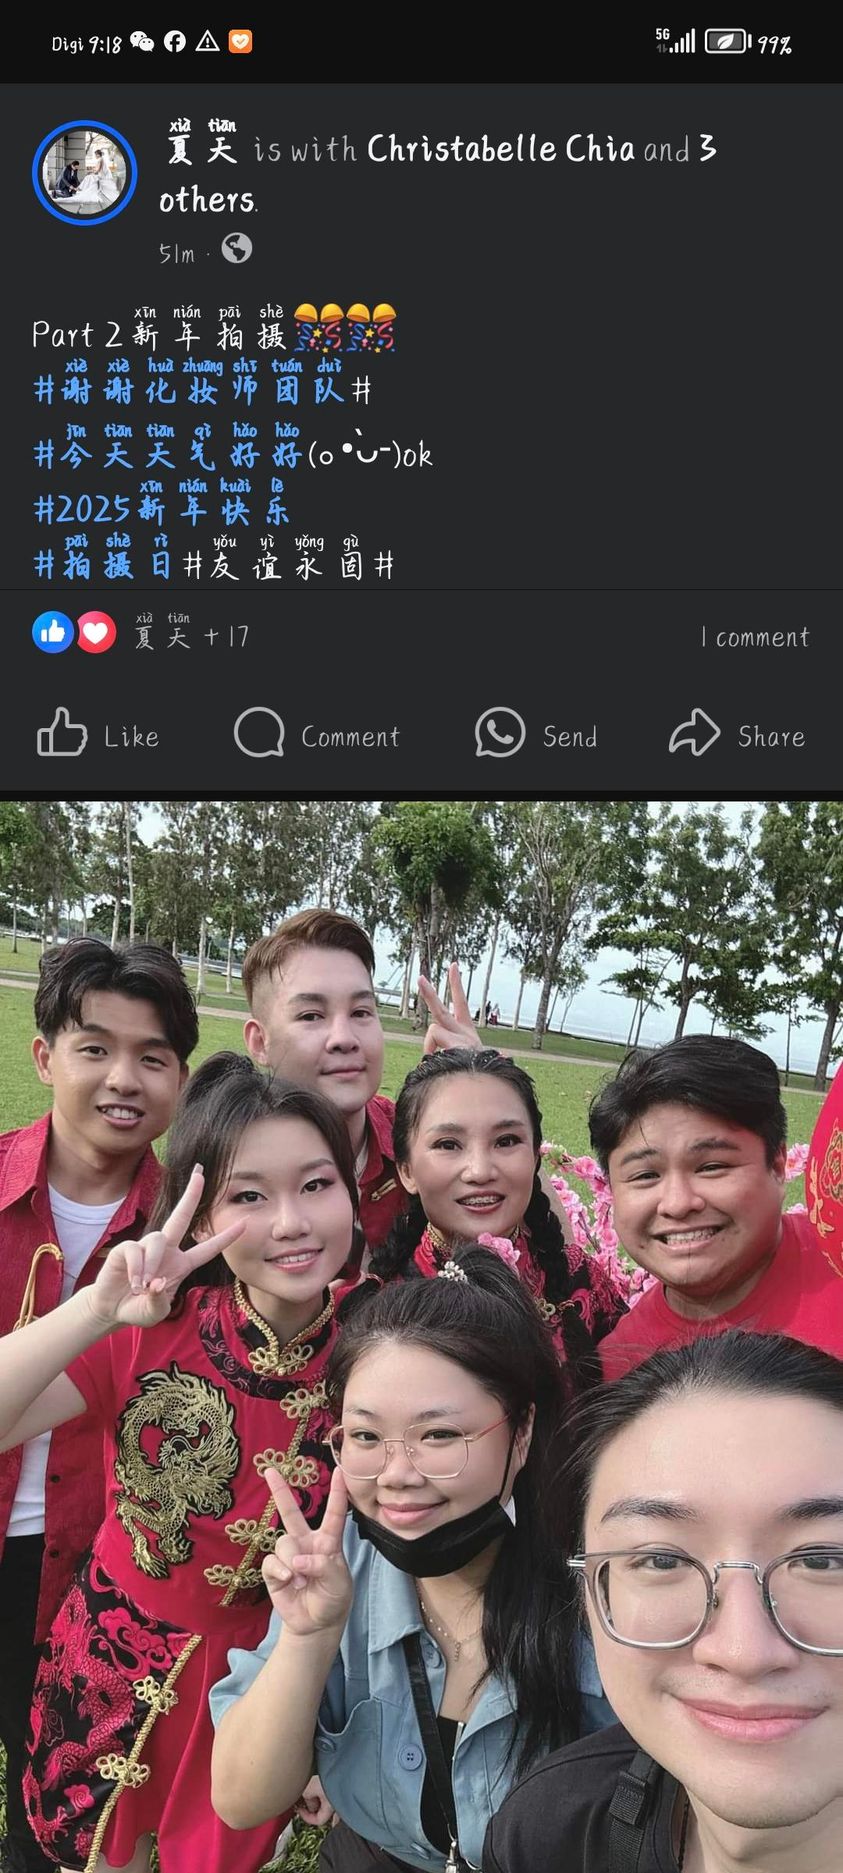 Digi 9:18 5G 99%
xià tiān
夏天 is with Christabelle Chia and 3
others.
51m ·
xīn nián pāi shè
Part 2 新年拍摄🎊🎊
xiè xiè huà zhuāng shī tuán duì
#谢谢化妆师团队#
jīn tiān tiān qì hǎo hǎo
#今天天气好好(｡•̀ᴗ-)ok
xīn nián kuài lè
#2025新年快乐
pāi shè rì yǒu yì yǒng gù
#拍摄日#友谊永固#
xià tiān
夏天 + 17 1 comment
Like Comment Send Share